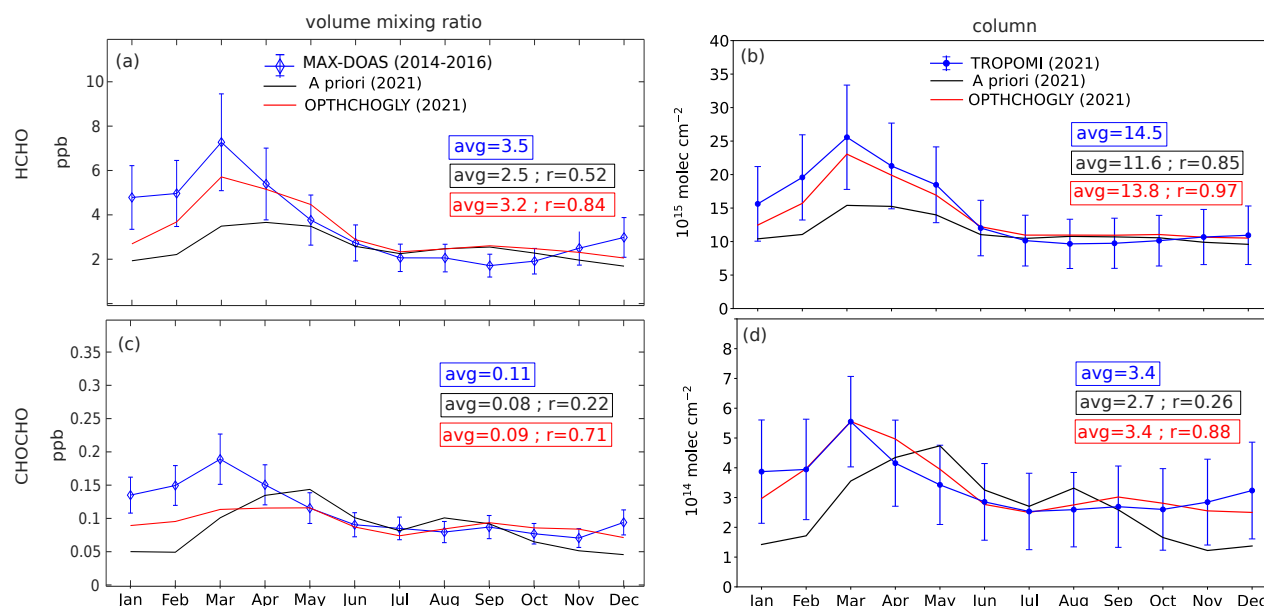 volume mixing ratio
column
(a)
MAX-DOAS (2014-2016)
A priori (2021)
OPTHCHOGLY (2021)
avg=3.5
avg=2.5 ; r=0.52
avg=3.2 ; r=0.84
HCHO
ppb
10
8
6
4
2
0
(b)
TROPOMI (2021)
A priori (2021)
OPTHCHOGLY (2021)
avg=14.5
avg=11.6 ; r=0.85
avg=13.8 ; r=0.97
10¹⁵ molec cm⁻²
40
35
30
25
20
15
10
5
0
(c)
avg=0.11
avg=0.08 ; r=0.22
avg=0.09 ; r=0.71
CHOCHO
ppb
0.35
0.3
0.25
0.2
0.15
0.1
0.05
0
Jan Feb Mar Apr May Jun Jul Aug Sep Oct Nov Dec
(d)
avg=3.4
avg=2.7 ; r=0.26
avg=3.4 ; r=0.88
10¹⁴ molec cm⁻²
8
7
6
5
4
3
2
1
0
Jan Feb Mar Apr May Jun Jul Aug Sep Oct Nov Dec